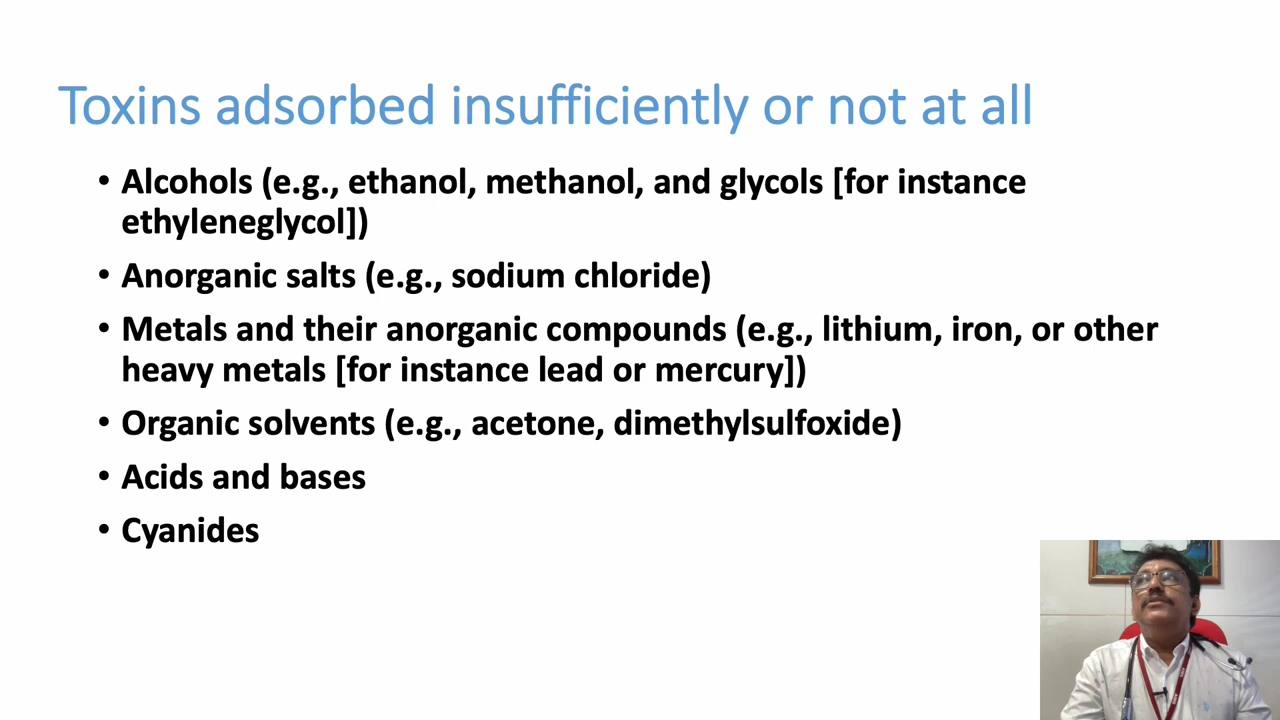 Toxins adsorbed insufficiently or not at all
• Alcohols (e.g., ethanol, methanol, and glycols [for instance
ethyleneglycol])
• Anorganic salts (e.g., sodium chloride)
• Metals and their anorganic compounds (e.g., lithium, iron, or other
heavy metals [for instance lead or mercury])
• Organic solvents (e.g., acetone, dimethylsulfoxide)
• Acids and bases
• Cyanides